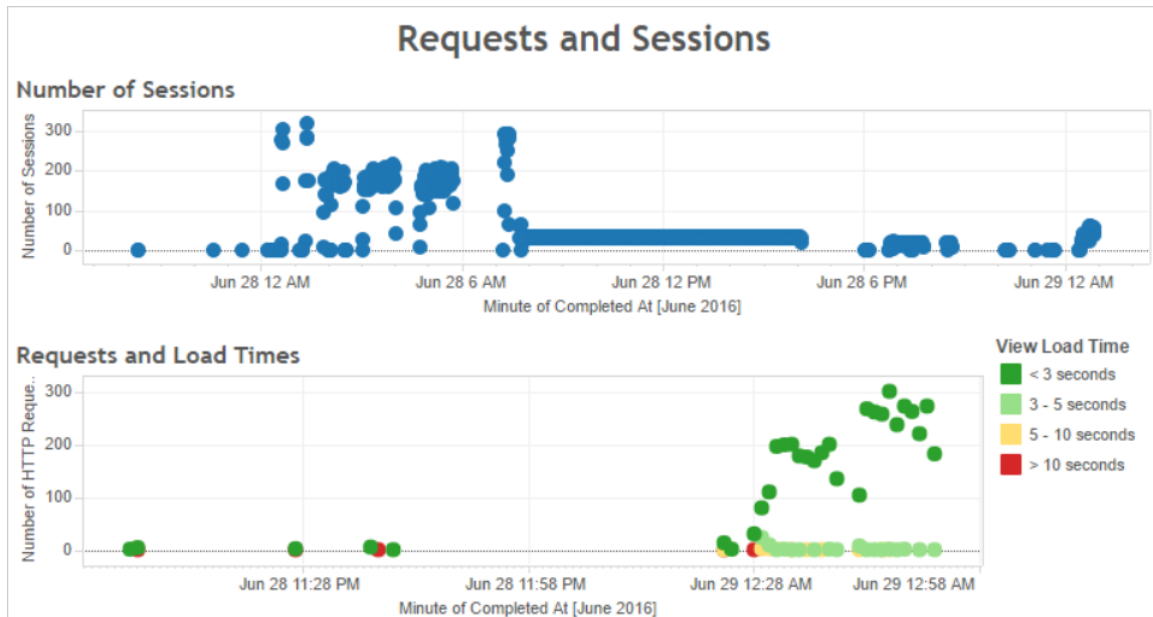 Requests and Sessions
Number of Sessions
Number of Sessions
300
200
100
0
Jun 28 12 AM
Jun 28 6 AM
Jun 28 12 PM
Jun 28 6 PM
Jun 29 12 AM
Minute of Completed At [June 2016]
Requests and Load Times
Number of HTTP Reque..
300
200
100
0
Jun 28 11:28 PM
Jun 28 11:58 PM
Jun 29 12:28 AM
Jun 29 12:58 AM
Minute of Completed At [June 2016]
View Load Time
< 3 seconds
3 - 5 seconds
5 - 10 seconds
> 10 seconds